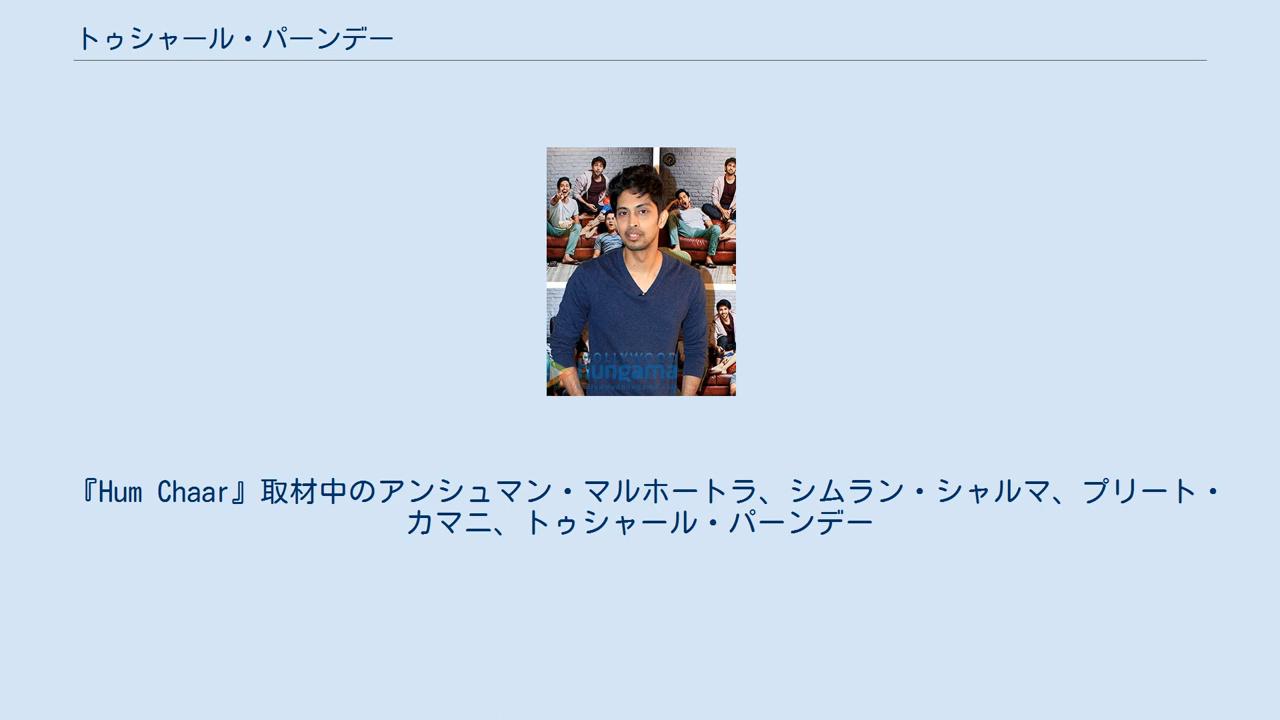 トゥシャール・パーンデー
BOLLYWOOD
hungama
『Hum Chaar』取材中のアンシュマン・マルホートラ、シムラン・シャルマ、プリート・
カマニ、トゥシャール・パーンデー